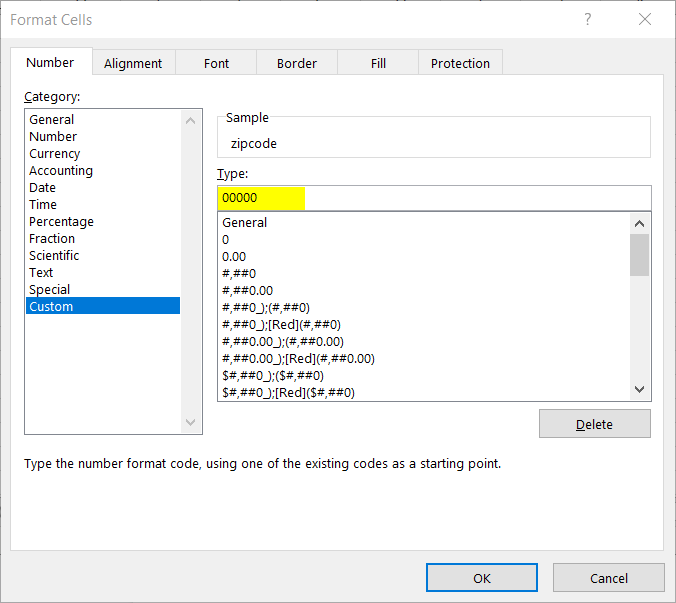 Format Cells
?
Number
Alignment
Font
Border
Fill
Protection
Category:
General
Number
Currency
Accounting
Date
Time
Percentage
Fraction
Scientific
Text
Special
Custom
Sample
zipcode
Type:
00000
General
0
0.00
#,##0
#,##0.00
#,##0_);(#,##0)
#,##0_);[Red](#,##0)
#,##0.00_);(#,##0.00)
#,##0.00_);[Red](#,##0.00)
$#,##0_);($#,##0)
$#,##0_);[Red]($#,##0)
Delete
Type the number format code, using one of the existing codes as a starting point.
OK
Cancel